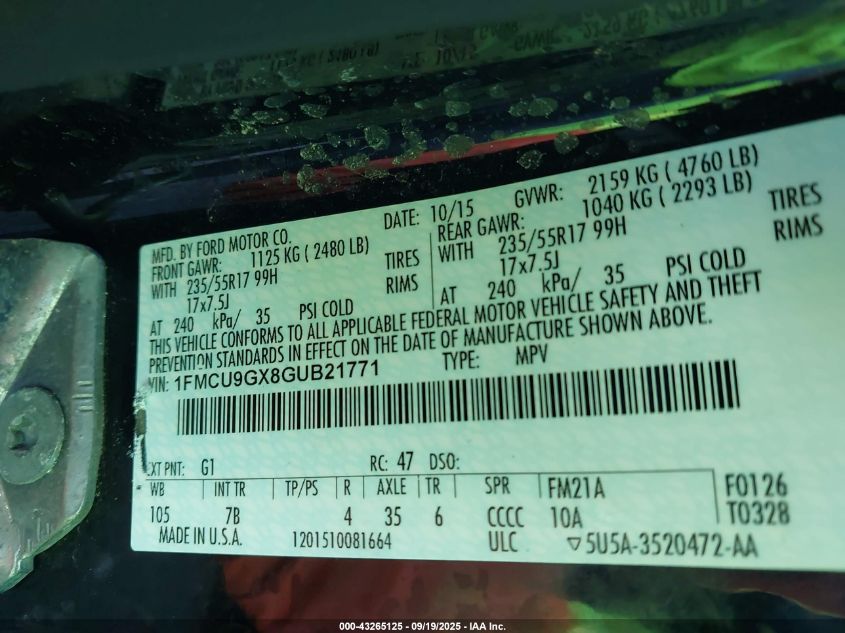 MFD. BY FORD MOTOR CO.
DATE: 10/15 GVWR: 2159 KG ( 4760 LB)
FRONT GAWR: 1125 KG ( 2480 LB)
REAR GAWR: 1040 KG ( 2293 LB)
WITH 235/55R17 99H TIRES
WITH 235/55R17 99H TIRES
17x7.5J RIMS
17x7.5J RIMS
AT 240 kPa/ 35 PSI COLD
AT 240 kPa/ 35 PSI COLD
THIS VEHICLE CONFORMS TO ALL APPLICABLE FEDERAL MOTOR VEHICLE SAFETY AND THEFT
PREVENTION STANDARDS IN EFFECT ON THE DATE OF MANUFACTURE SHOWN ABOVE.
VIN: 1FMCU9GX8GUB21771 TYPE: MPV
EXT PNT: G1 RC: 47 DSO:
WB INT TR TP/PS R AXLE TR SPR FM21A F0126
105 7B 4 35 6 CCCC 10A T0328
MADE IN U.S.A. 1201510081664 ULC ▽5U5A-3520472-AA
000-43265125 - 09/19/2025 - IAA Inc.